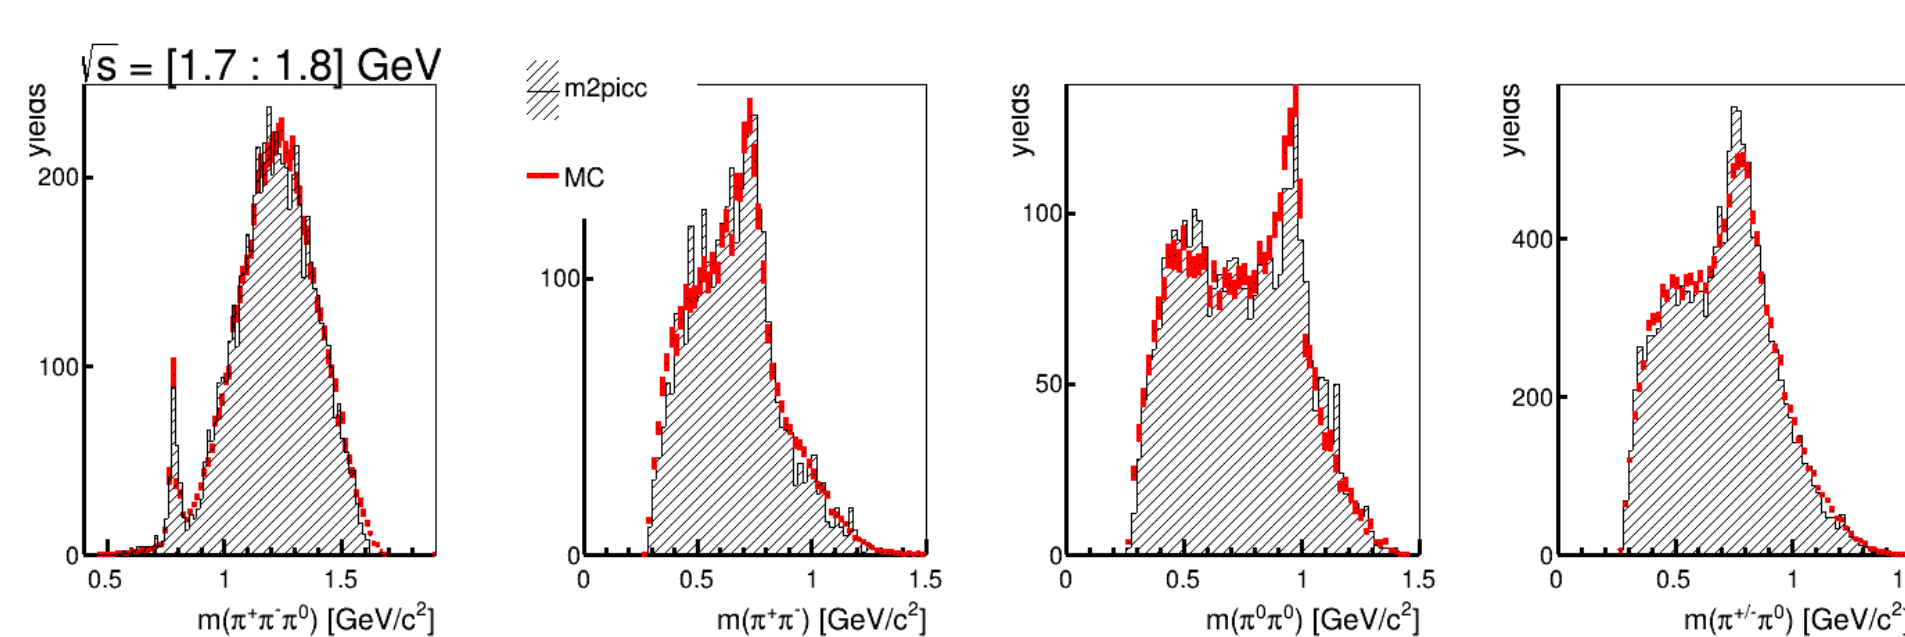 √s = [1.7 : 1.8] GeV
yields
200
100
0
0.5 1 1.5
m(π⁺π⁻π⁰) [GeV/c²]
m2picc
MC
100
0
0 0.5 1 1.5
m(π⁺π⁻) [GeV/c²]
yields
100
50
0
0 0.5 1 1.5
m(π⁰π⁰) [GeV/c²]
yields
400
200
0
0 0.5 1 1
m(π⁺/⁻π⁰) [GeV/c²